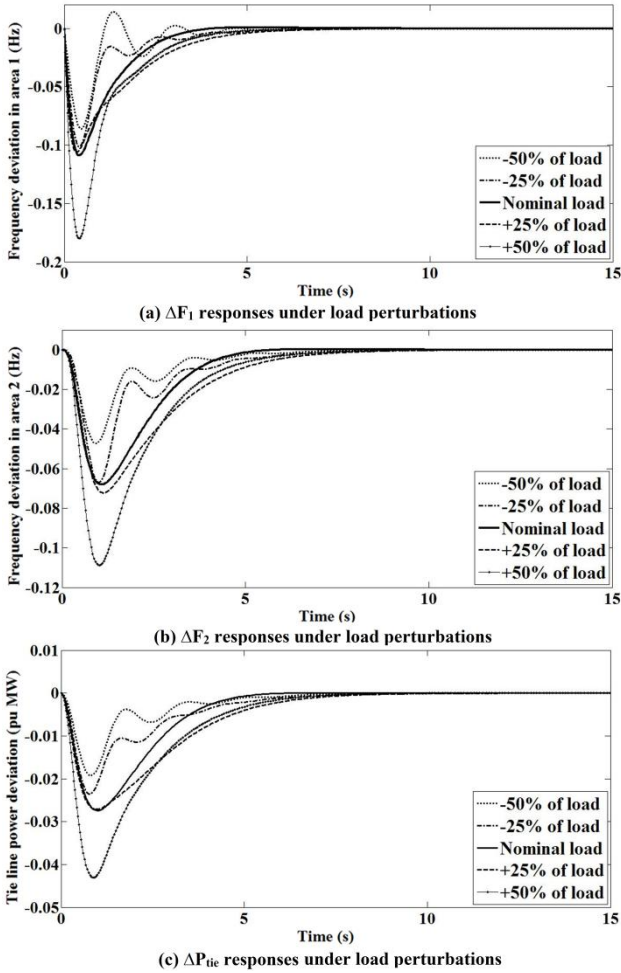 Frequency deviation in area 1 (Hz)
0
-0.05
-0.1
-0.15
-0.2
0
5
10
15
-50% of load
-25% of load
Nominal load
+25% of load
+50% of load
Time (s)
(a) ΔF1 responses under load perturbations
Frequency deviation in area 2 (Hz)
0
-0.02
-0.04
-0.06
-0.08
-0.1
-0.12
0
5
10
15
-50% of load
-25% of load
Nominal load
+25% of load
+50% of load
Time (s)
(b) ΔF2 responses under load perturbations
Tie line power deviation (pu MW)
0.01
0
-0.01
-0.02
-0.03
-0.04
-0.05
0
5
10
15
-50% of load
-25% of load
Nominal load
+25% of load
+50% of load
Time (s)
(c) ΔPtie responses under load perturbations